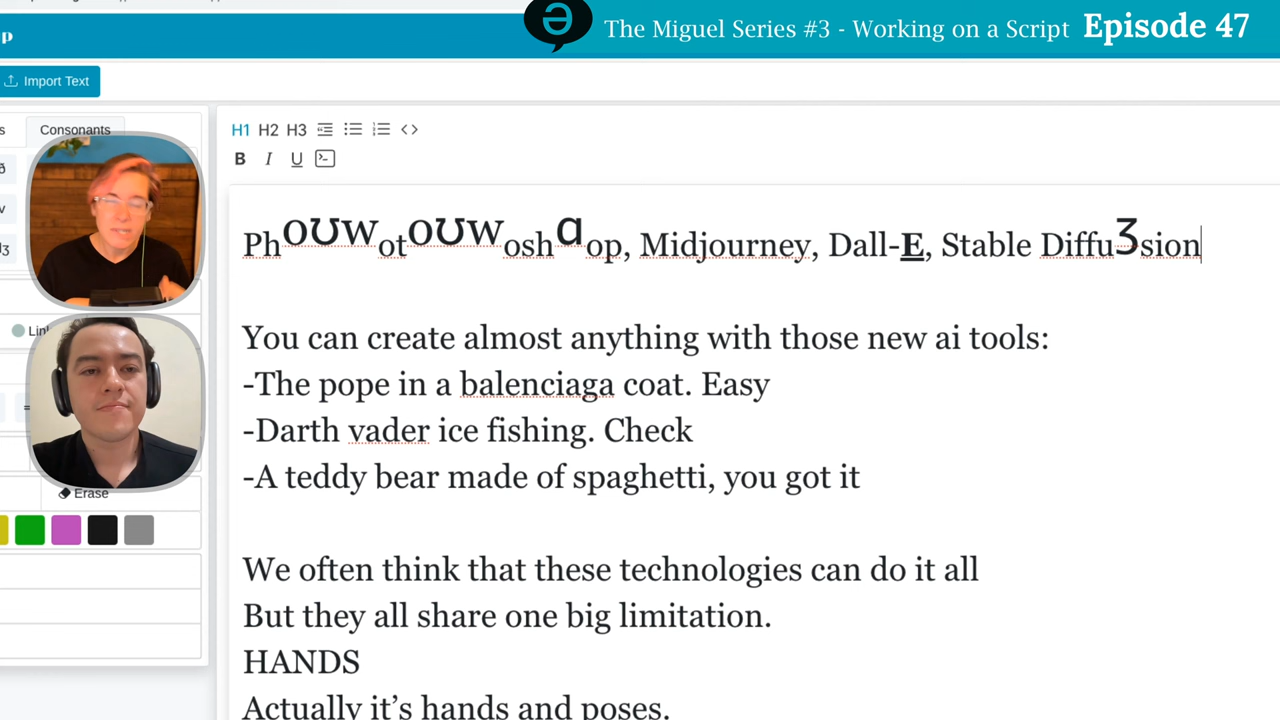 ə The Miguel Series #3 - Working on a Script Episode 47
p
Import Text
s Consonants
H1 H2 H3
B I U
ð
v
dʒ
Phoʊwotoʊwoshɑop, Midjourney, Dall-E, Stable Diffuʒsion
Link
You can create almost anything with those new ai tools:
-The pope in a balenciaga coat. Easy
-Darth vader ice fishing. Check
-A teddy bear made of spaghetti, you got it
Erase
We often think that these technologies can do it all
But they all share one big limitation.
HANDS
Actually it's hands and poses.